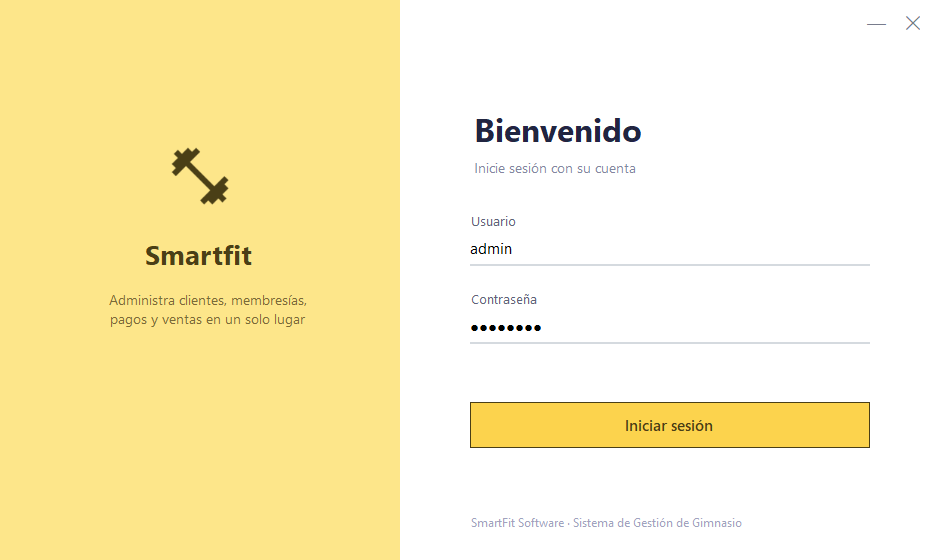 Smartfit
Administra clientes, membresías,
pagos y ventas en un solo lugar
Bienvenido
Inicie sesión con su cuenta
Usuario
admin
Contraseña
●●●●●●●●
Iniciar sesión
SmartFit Software · Sistema de Gestión de Gimnasio